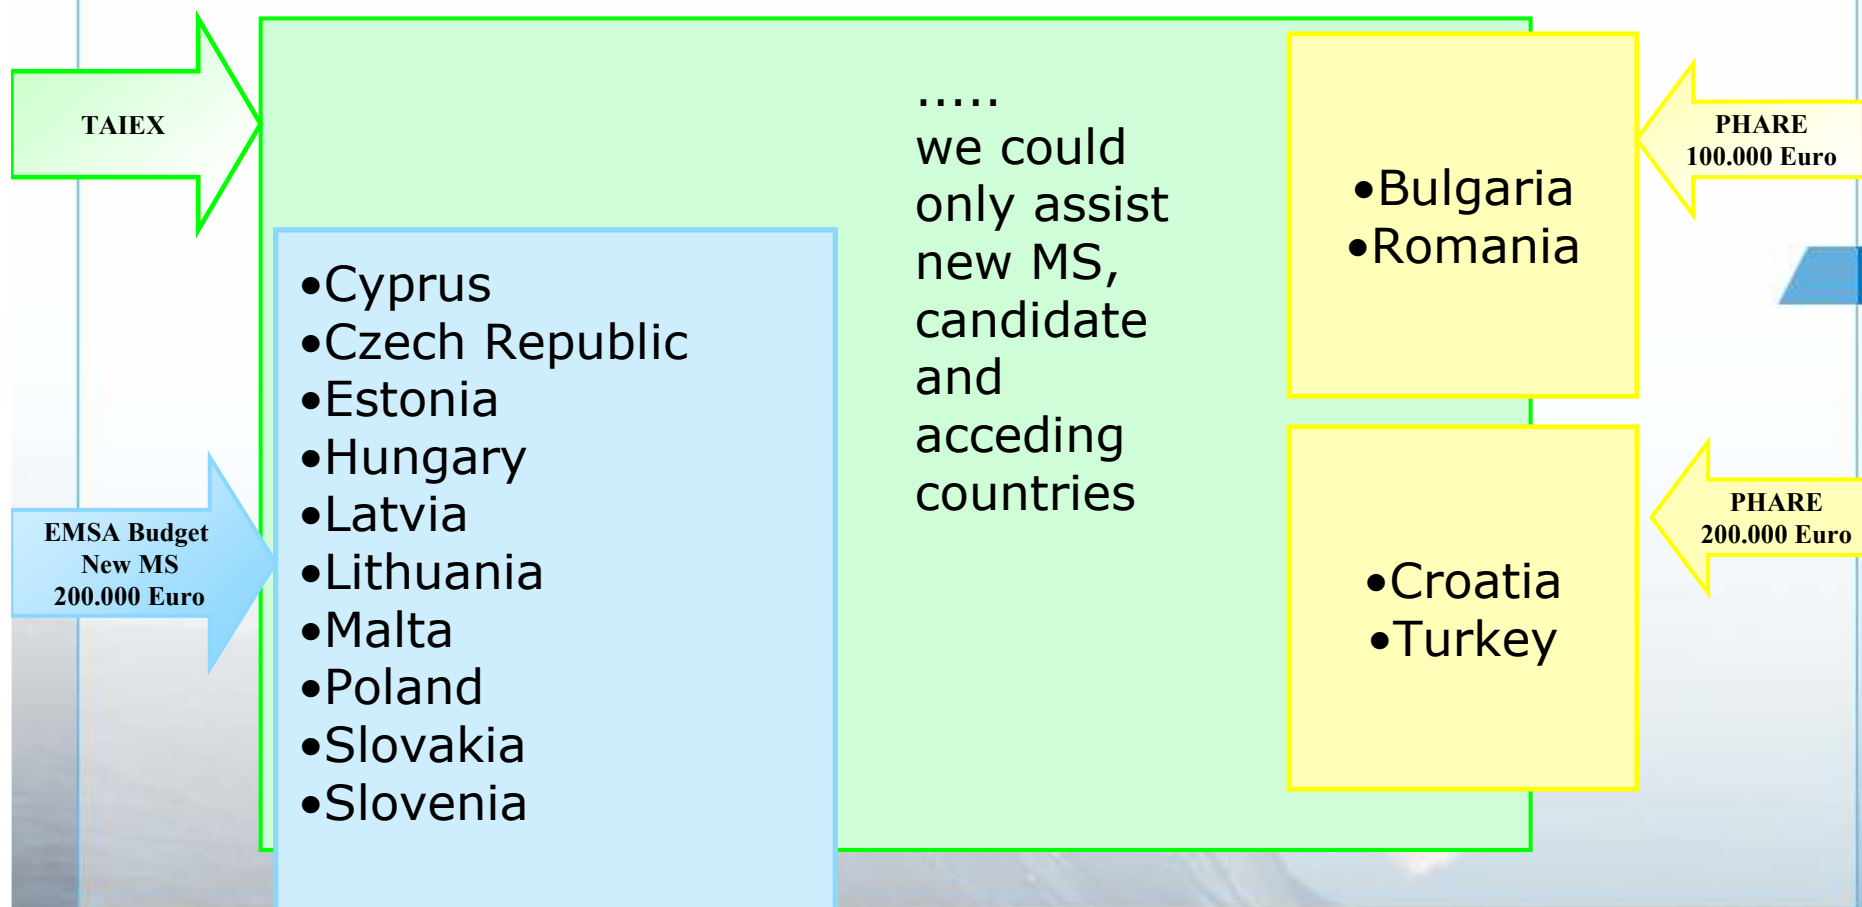 TAIEX
EMSA Budget
New MS
200.000 Euro
•Cyprus
•Czech Republic
•Estonia
•Hungary
•Latvia
•Lithuania
•Malta
•Poland
•Slovakia
•Slovenia
.....
we could
only assist
new MS,
candidate
and
acceding
countries
•Bulgaria
•Romania
PHARE
100.000 Euro
•Croatia
•Turkey
PHARE
200.000 Euro